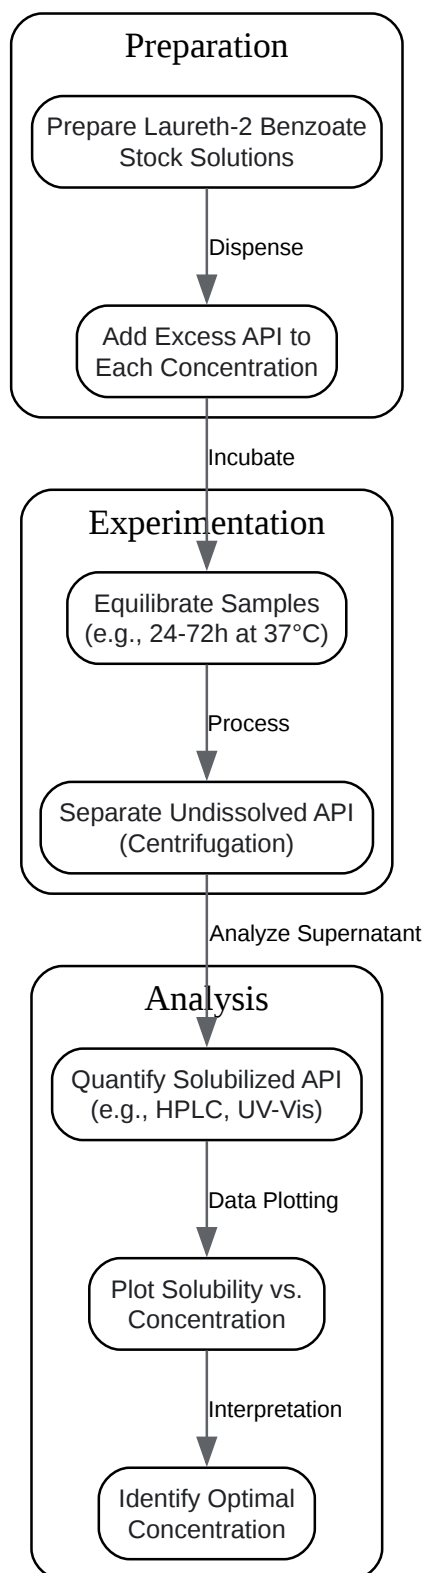 Preparation
Prepare Laureth-2 Benzoate
Stock Solutions
Dispense
Add Excess API to
Each Concentration
Incubate
Experimentation
Equilibrate Samples
(e.g., 24-72h at 37°C)
Process
Separate Undissolved API
(Centrifugation)
Analyze Supernatant
Analysis
Quantify Solubilized API
(e.g., HPLC, UV-Vis)
Data Plotting
Plot Solubility vs.
Concentration
Interpretation
Identify Optimal
Concentration